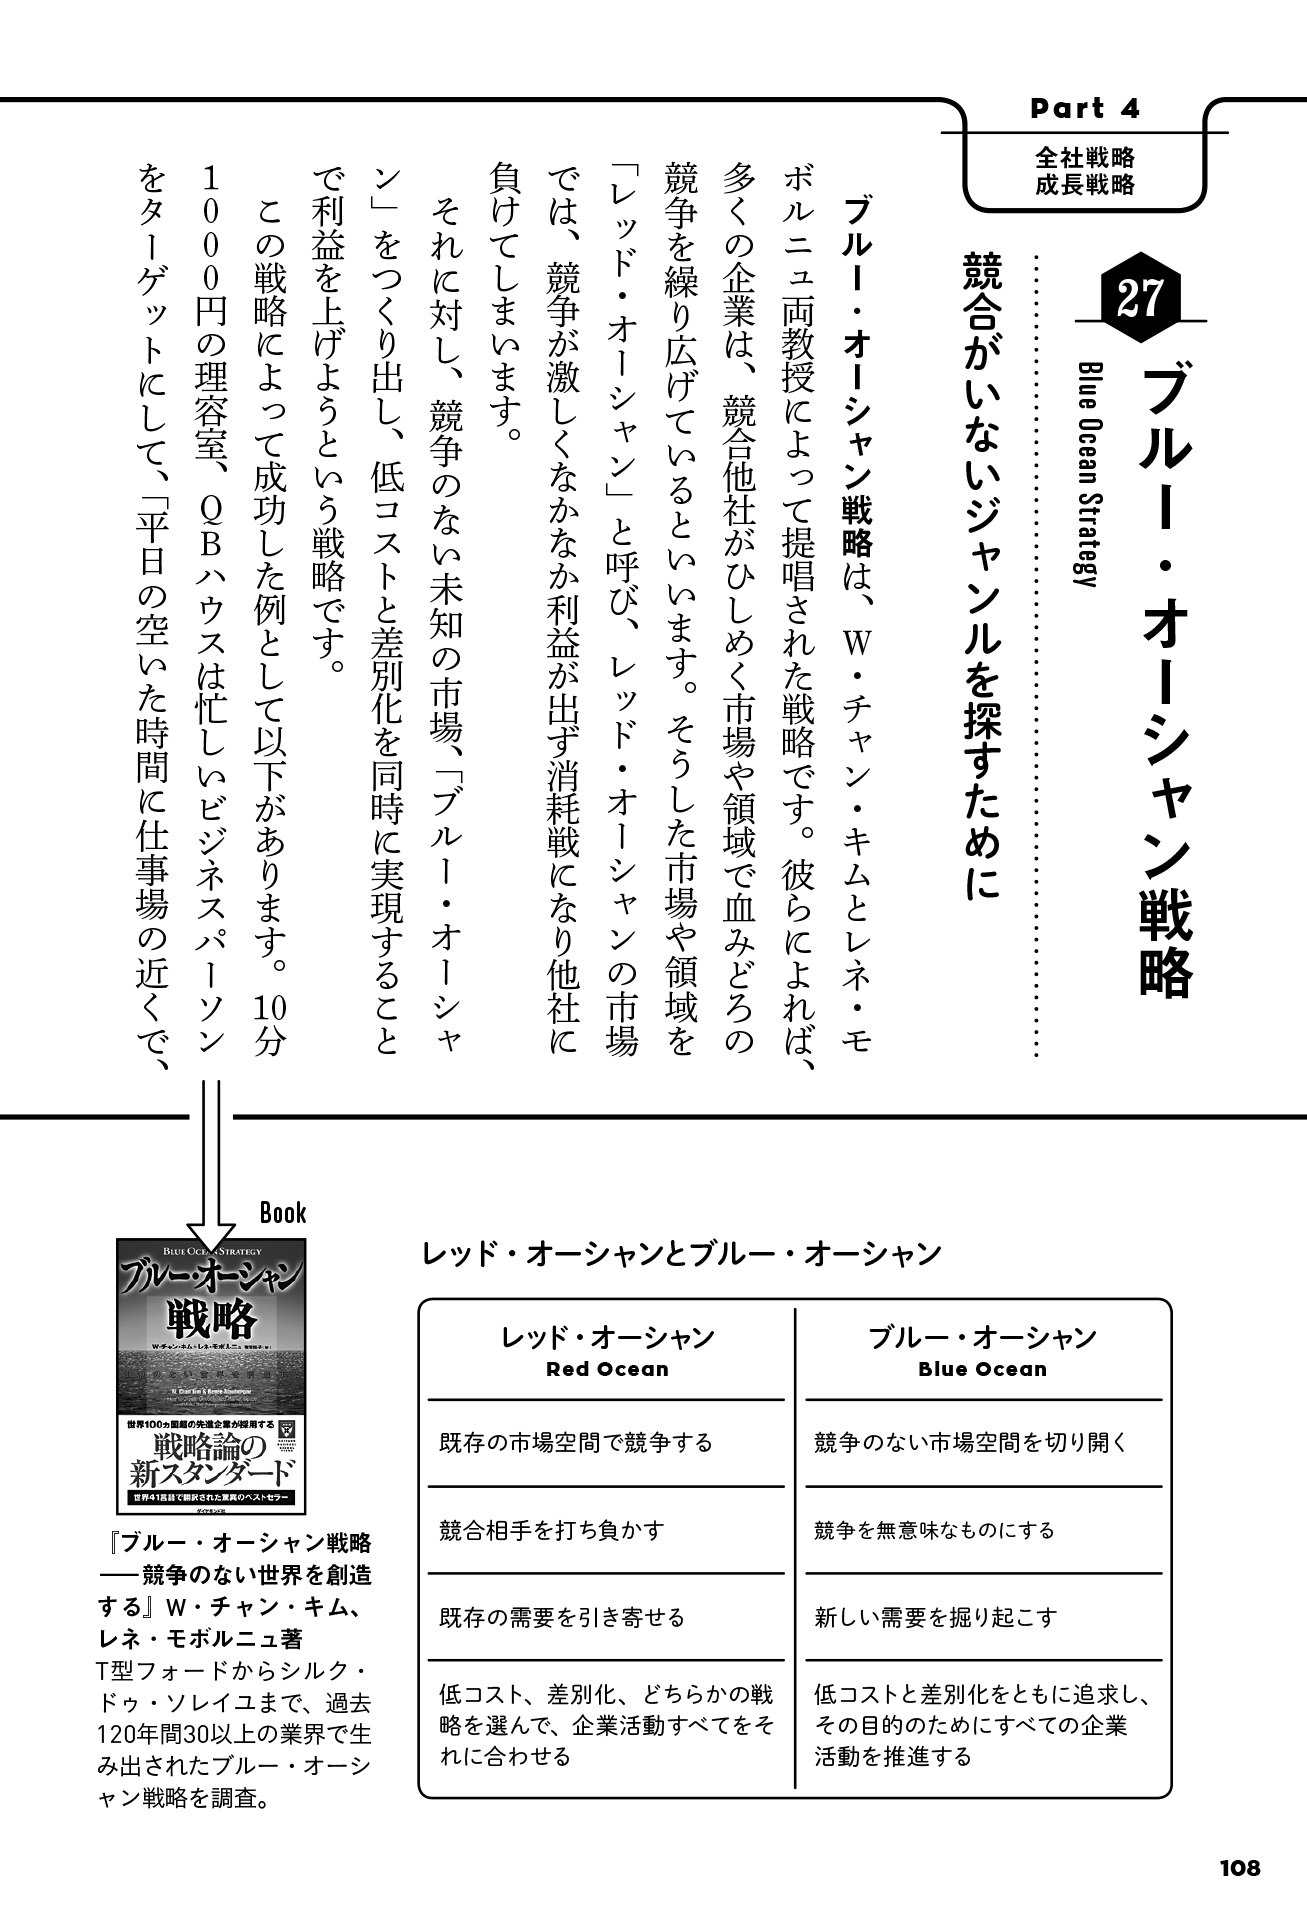 Part 4
全社戦略
成長戦略
27
ブルー・オーシャン戦略
Blue Ocean Strategy
競合がいないジャンルを探すために
ブルー・オーシャン戦略は、W・チャン・キムとレネ・モ
ボルニュ両教授によって提唱された戦略です。彼らによれば、
多くの企業は、競合他社がひしめく市場や領域で血みどろの
競争を繰り広げているといいます。そうした市場や領域を
「レッド・オーシャン」と呼び、レッド・オーシャンの市場
では、競争が激しくなかなか利益が出ず消耗戦になり他社に
負けてしまいます。
それに対し、競争のない未知の市場、「ブルー・オーシャ
ン」をつくり出し、低コストと差別化を同時に実現すること
で利益を上げようという戦略です。
この戦略によって成功した例として以下があります。10分
1000円の理容室、QBハウスは忙しいビジネスパーソン
をターゲットにして、「平日の空いた時間に仕事場の近くで、
Book
BLUE OCEAN STRATEGY
ブルー・オーシャン
戦略
W・チャン・キム+レネ・モボルニュ
W. Chan Kim & Renée Mauborgne
世界100ヵ国超の先進企業が採用する
戦略論の
新スタンダード
世界41言語で翻訳された驚異のベストセラー
ダイヤモンド社
『ブルー・オーシャン戦略
──競争のない世界を創造
する』W・チャン・キム、
レネ・モボルニュ著
T型フォードからシルク・
ドゥ・ソレイユまで、過去
120年間30以上の業界で生
み出されたブルー・オーシ
ャン戦略を調査。
レッド・オーシャンとブルー・オーシャン
レッド・オーシャン
Red Ocean
ブルー・オーシャン
Blue Ocean
既存の市場空間で競争する
競争のない市場空間を切り開く
競合相手を打ち負かす
競争を無意味なものにする
既存の需要を引き寄せる
新しい需要を掘り起こす
低コスト、差別化、どちらかの戦
略を選んで、企業活動すべてをそ
れに合わせる
低コストと差別化をともに追求し、
その目的のためにすべての企業
活動を推進する
108